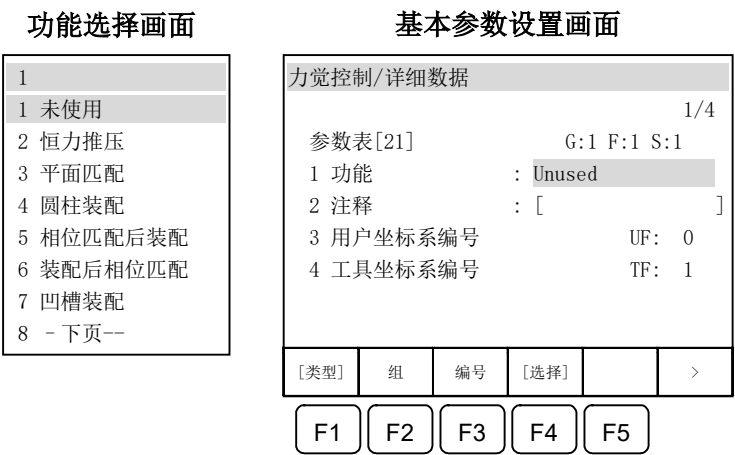 功能选择画面
1
1 未使用
2 恒力推压
3 平面匹配
4 圆柱装配
5 相位匹配后装配
6 装配后相位匹配
7 凹槽装配
8 －下页--
基本参数设置画面
力觉控制/详细数据
1/4
参数表[21] G:1 F:1 S:1
1 功能 : Unused
2 注释 : [ ]
3 用户坐标系编号 UF: 0
4 工具坐标系编号 TF: 1
[类型] 组 编号 [选择] >
F1 F2 F3 F4 F5